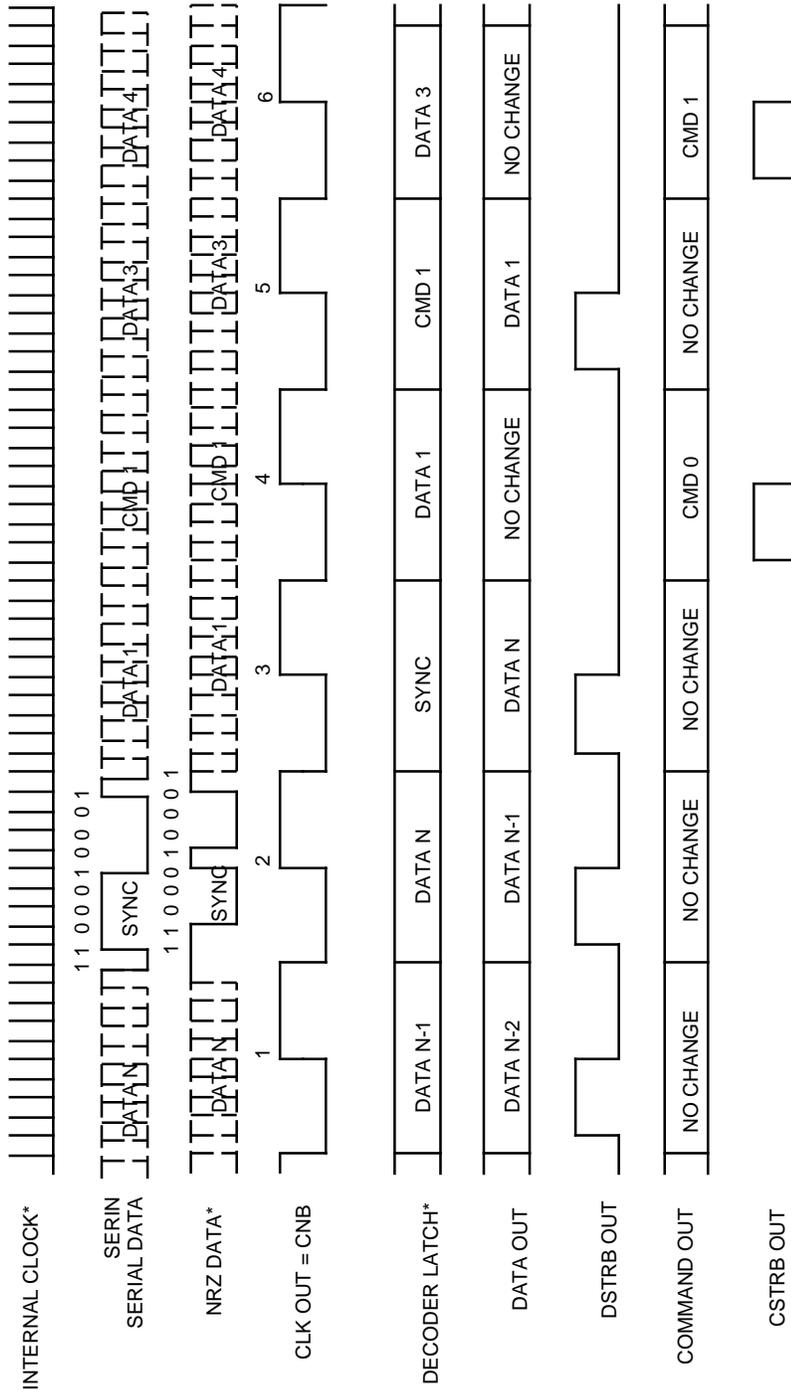 INTERNAL CLOCK*
SERIN
SERIAL DATA
DATA N
1 1 0 0 0 1 0 0 0 1
SYNC
DATA 1
CMD 1
DATA 3
DATA 4
NRZ DATA*
DATA N
1 1 0 0 0 1 0 0 0 1
SYNC
DATA 1
CMD 1
DATA 3
DATA 4
CLK OUT = CNB
1
2
3
4
5
6
DECODER LATCH*
DATA N-1
DATA N
SYNC
DATA 1
CMD 1
DATA 3
DATA OUT
DATA N-2
DATA N-1
DATA N
NO CHANGE
DATA 1
NO CHANGE
DSTRB OUT
COMMAND OUT
NO CHANGE
NO CHANGE
NO CHANGE
CMD 0
NO CHANGE
CMD 1
CSTRB OUT